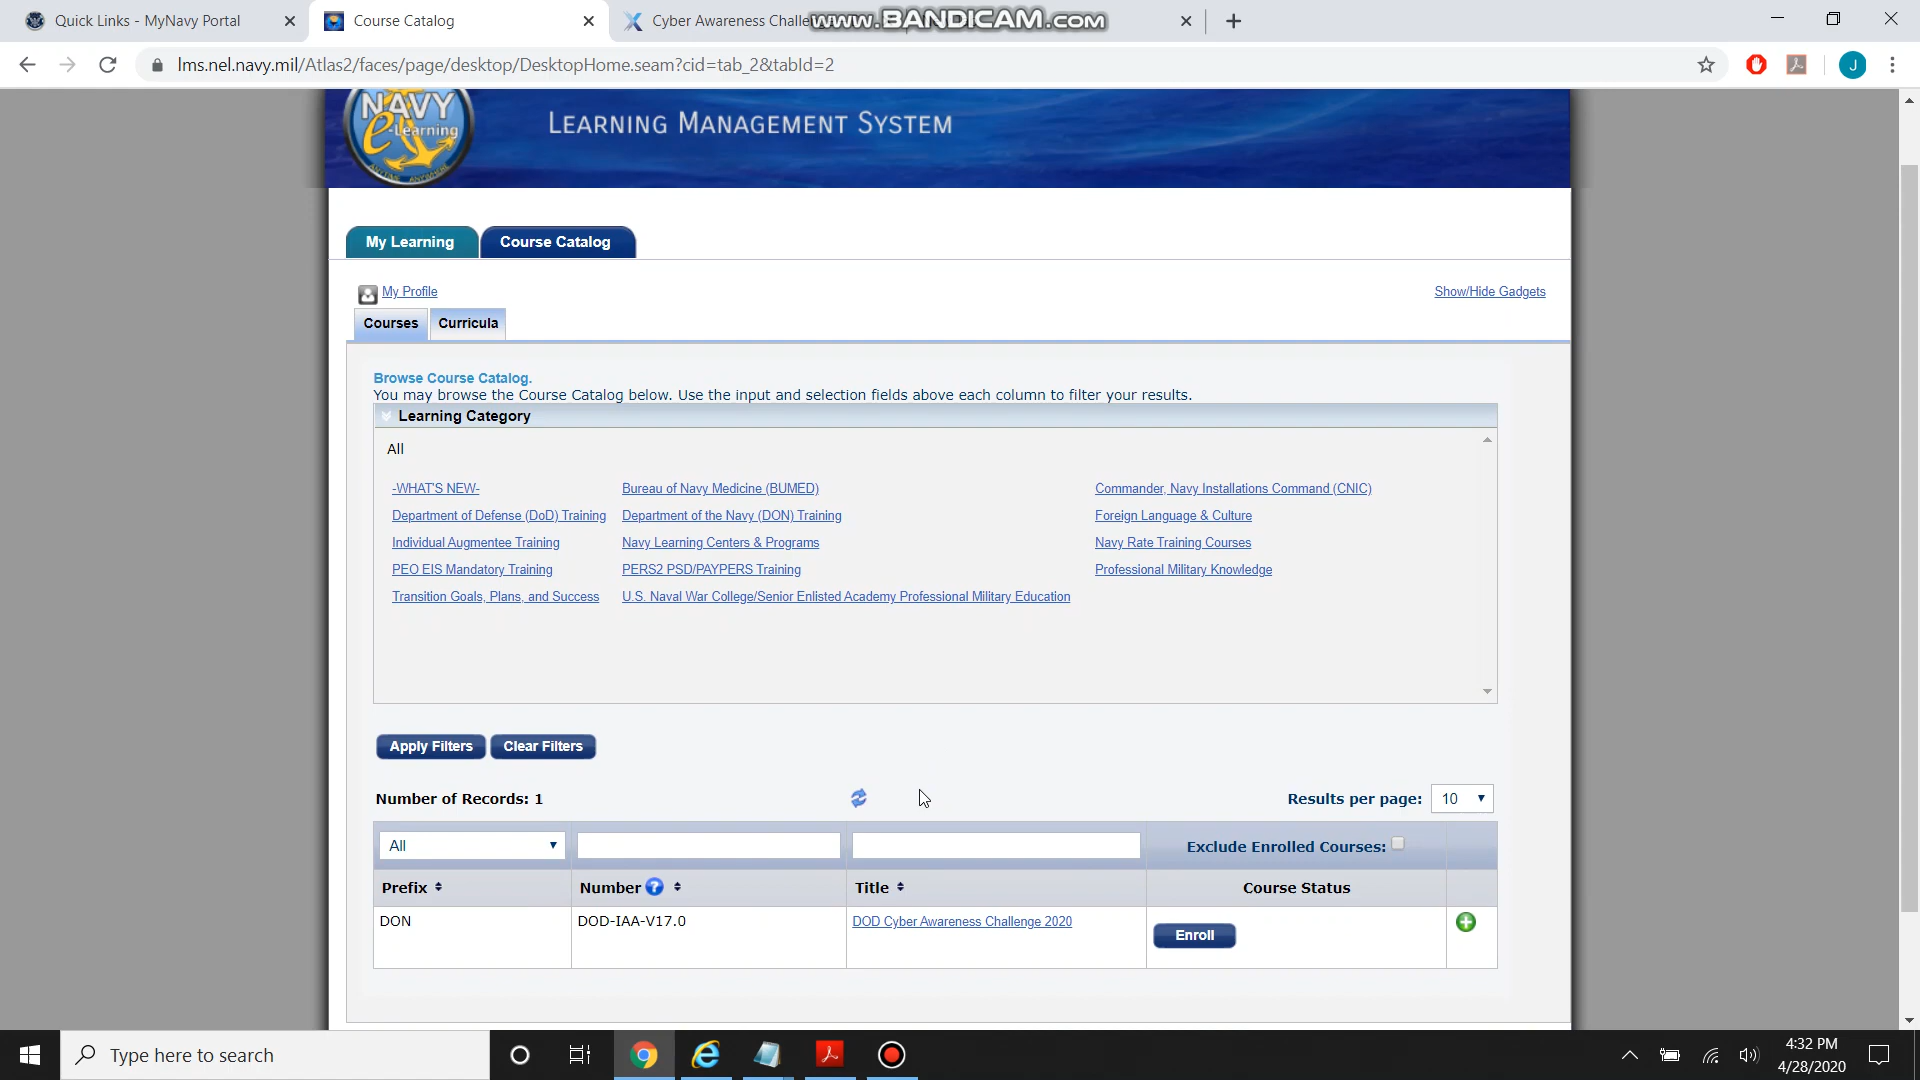 Quick Links - MyNavy Portal
Course Catalog
Cyber Awareness Challe
www.BANDICAM.com
lms.nel.navy.mil/Atlas2/faces/page/desktop/DesktopHome.seam?cid=tab_2&tabId=2
J
NAVY
e-Learning
ANYTIME ANYWHERE
LEARNING MANAGEMENT SYSTEM
My Learning
Course Catalog
My Profile
Show/Hide Gadgets
Courses
Curricula
Browse Course Catalog.
You may browse the Course Catalog below. Use the input and selection fields above each column to filter your results.
Learning Category
All
-WHAT'S NEW-
Bureau of Navy Medicine (BUMED)
Commander, Navy Installations Command (CNIC)
Department of Defense (DoD) Training
Department of the Navy (DON) Training
Foreign Language & Culture
Individual Augmentee Training
Navy Learning Centers & Programs
Navy Rate Training Courses
PEO EIS Mandatory Training
PERS2 PSD/PAYPERS Training
Professional Military Knowledge
Transition Goals, Plans, and Success
U.S. Naval War College/Senior Enlisted Academy Professional Military Education
Apply Filters
Clear Filters
Number of Records: 1
Results per page:
10
All
Exclude Enrolled Courses:
Prefix
Number ?
Title
Course Status
DON
DOD-IAA-V17.0
DOD Cyber Awareness Challenge 2020
Enroll
Type here to search
4:32 PM
4/28/2020